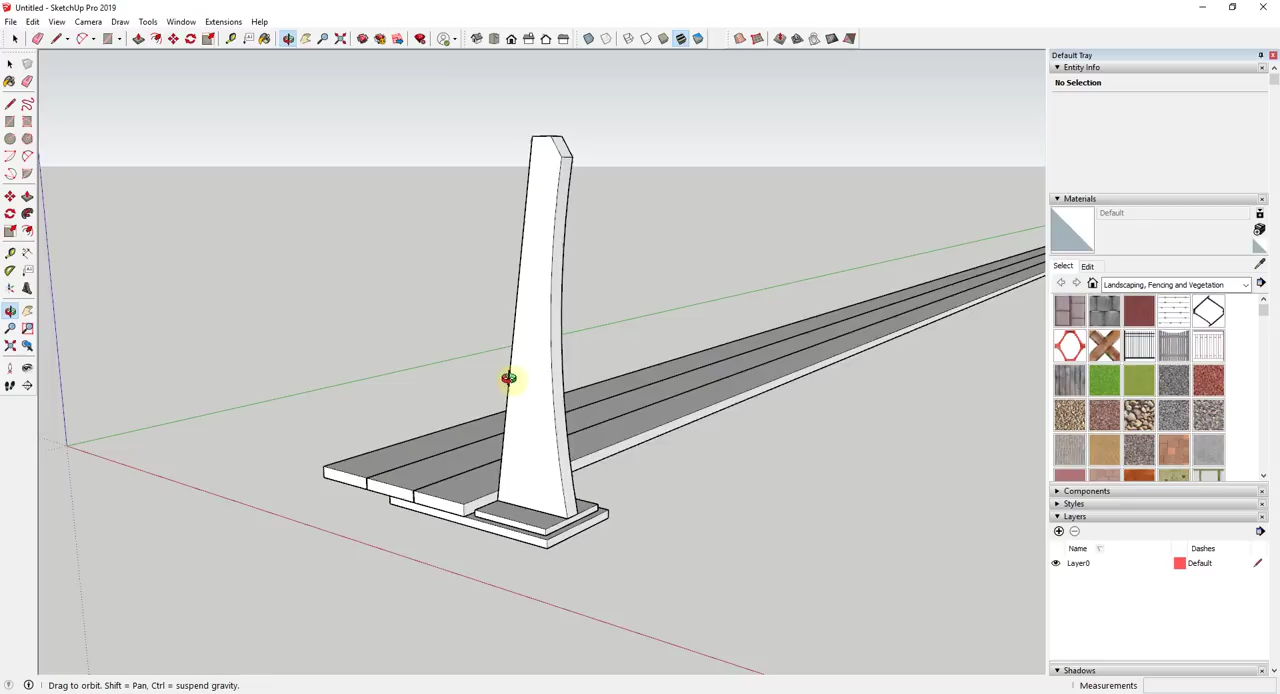 Untitled - SketchUp Pro 2019
File Edit View Camera Draw Tools Window Extensions Help
Default Tray
Entity Info
No Selection
Materials
Default
Select Edit
Landscaping, Fencing and Vegetation
Components
Styles
Layers
Name Dashes
Layer0 Default
Shadows
Drag to orbit. Shift = Pan, Ctrl = suspend gravity.
Measurements